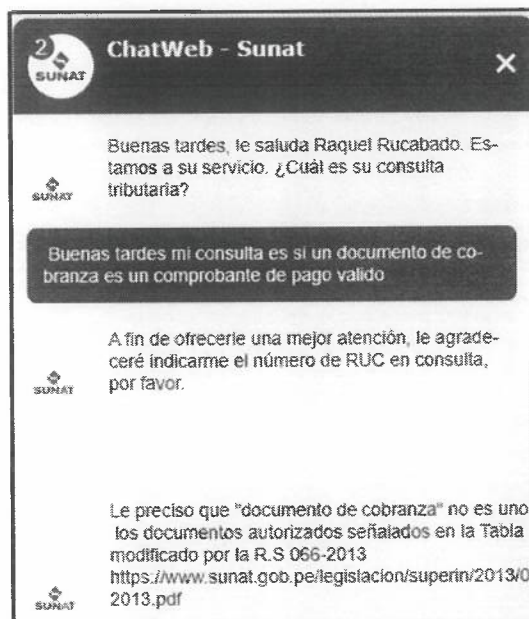 2
SUNAT
ChatWeb - Sunat
×
Buenas tardes, le saluda Raquel Rucabado. Es-
tamos a su servicio. ¿Cuál es su consulta
tributaria?
SUNAT
Buenas tardes mi consulta es si un documento de co-
branza es un comprobante de pago valido
A fin de ofrecerle una mejor atención, le agrade-
ceré indicarme el número de RUC en consulta,
por favor.
SUNAT
Le preciso que "documento de cobranza" no es uno
los documentos autorizados señalados en la Tabla
modificado por la R.S 066-2013
https://www.sunat.gob.pe/legislacion/superin/2013/0
2013.pdf
SUNAT